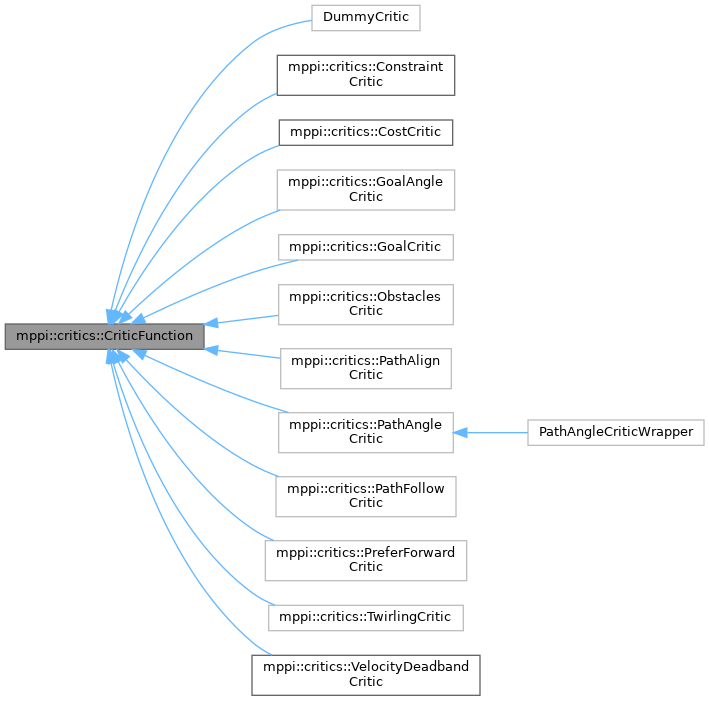 DummyCritic
mppi::critics::Constraint
Critic
mppi::critics::CostCritic
mppi::critics::GoalAngle
Critic
mppi::critics::GoalCritic
mppi::critics::Obstacles
Critic
mppi::critics::CriticFunction
mppi::critics::PathAlign
Critic
mppi::critics::PathAngle
Critic
PathAngleCriticWrapper
mppi::critics::PathFollow
Critic
mppi::critics::PreferForward
Critic
mppi::critics::TwirlingCritic
mppi::critics::VelocityDeadband
Critic